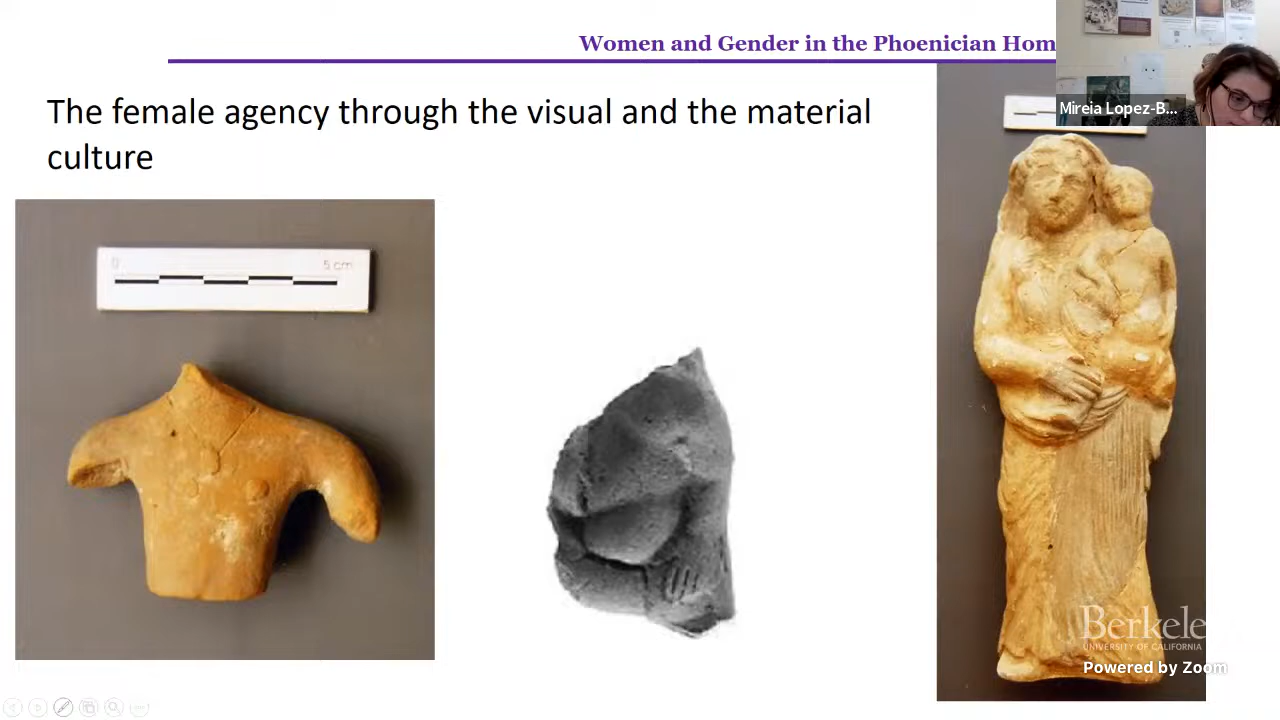 Women and Gender in the Phoenician Hom
Mireia Lopez-B...
The female agency through the visual and the material
culture
0 5 cm
Berkele
UNIVERSITY OF CALIFORNIA
Powered by Zoom